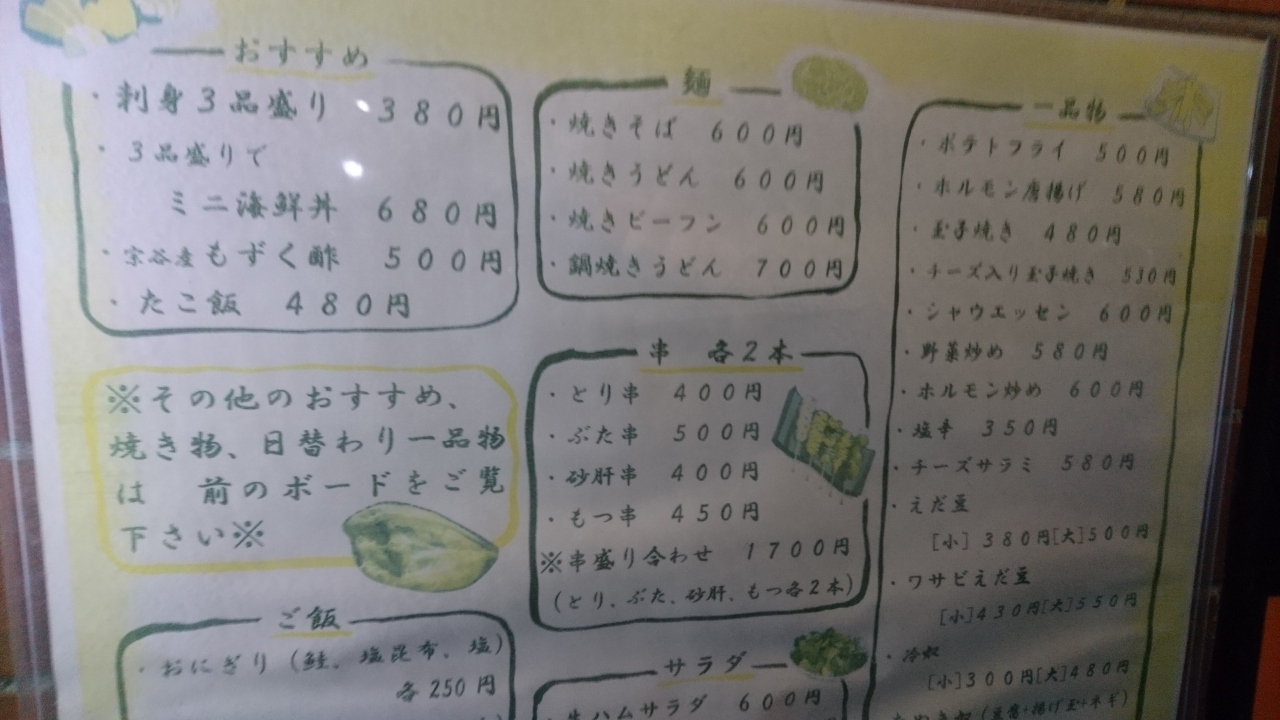 おすすめ
・刺身3品盛り 380円
・3品盛りで
ミニ海鮮丼 680円
・宗谷産もずく酢 500円
・たこ飯 480円
※その他のおすすめ、
焼き物、日替わり一品物
は 前のボードをご覧
下さい※
ご飯
・おにぎり(鮭、塩昆布、塩)
各250円
麺
・焼きそば 600円
・焼きうどん 600円
・焼きビーフン 600円
・鍋焼きうどん 700円
串 各2本
・とり串 400円
・ぶた串 500円
・砂肝串 400円
・もつ串 450円
※串盛り合わせ 1700円
(とり、ぶた、砂肝、もつ各2本)
サラダ
・生ハムサラダ 600円
一品物
・ポテトフライ 500円
・ホルモン唐揚げ 580円
・玉子焼き 480円
・チーズ入り玉子焼き 530円
・シャウエッセン 600円
・野菜炒め 580円
・ホルモン炒め 600円
・塩辛 350円
・チーズサラミ 580円
・えだ豆
[小]380円[大]500円
・ワサビえだ豆
[小]430円[大]550円
・冷奴
[小]300円[大]480円
(豆腐+揚げ玉+ネギ)